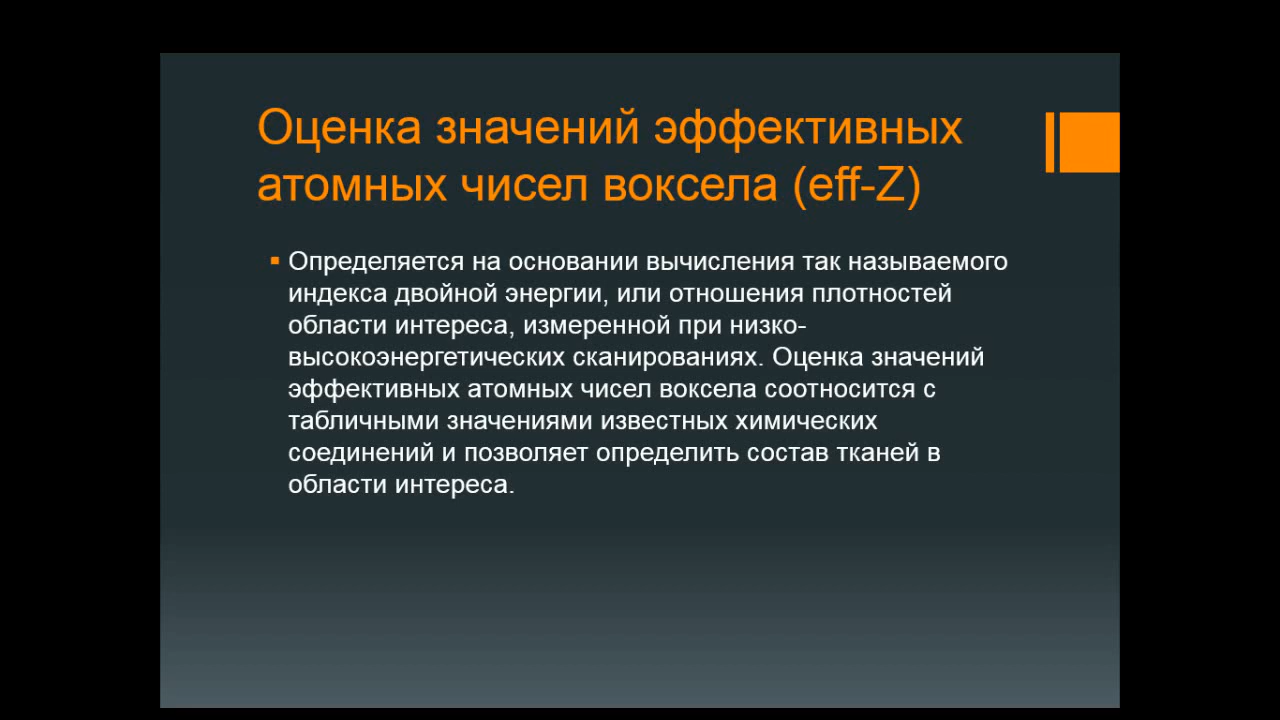 Оценка значений эффективных
атомных чисел воксела (eff-Z)
Определяется на основании вычисления так называемого
индекса двойной энергии, или отношения плотностей
области интереса, измеренной при низко-
высокоэнергетических сканированиях. Оценка значений
эффективных атомных чисел воксела соотносится с
табличными значениями известных химических
соединений и позволяет определить состав тканей в
области интереса.